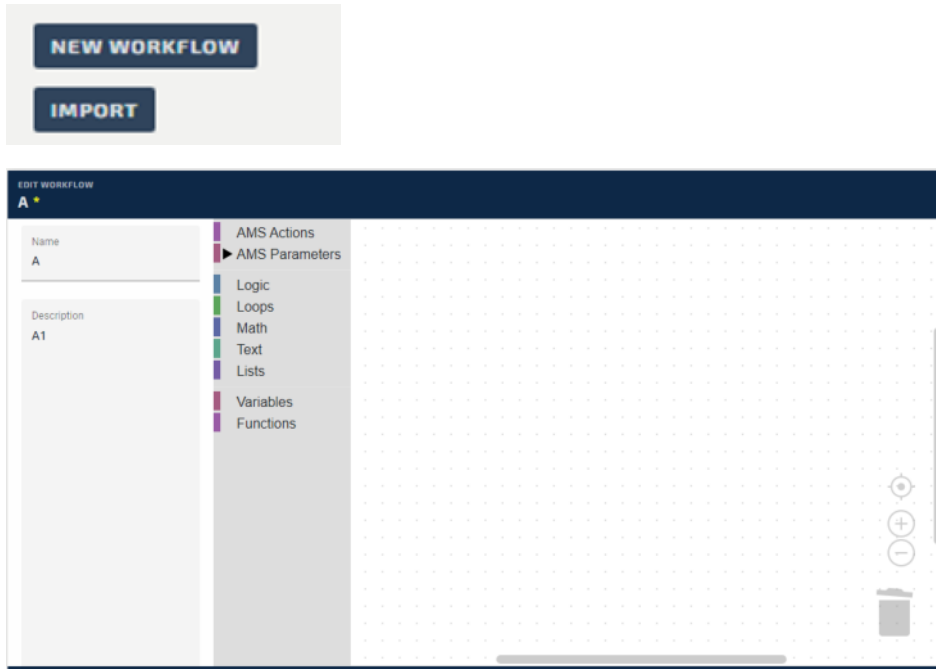 NEW WORKFLOW
IMPORT
EDIT WORKFLOW
A *
Name
A
Description
A1
AMS Actions
AMS Parameters
Logic
Loops
Math
Text
Lists
Variables
Functions